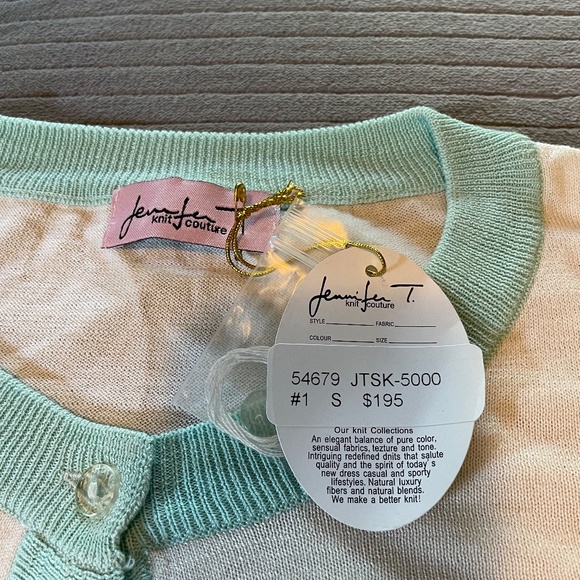 Jennifer T.
knit couture
Jennifer T.
knit couture
STYLE FABRIC
COLOUR SIZE
54679 JTSK-5000
#1 S $195
Our knit Collections
An elegant balance of pure color,
sensual fabrics, tezture and tone.
Intriguing redefined dnits that salute
quality and the spirit of today's
new dress casual and sporty
lifestyles. Natural luxury
fibers and natural blends.
We make a better knit!